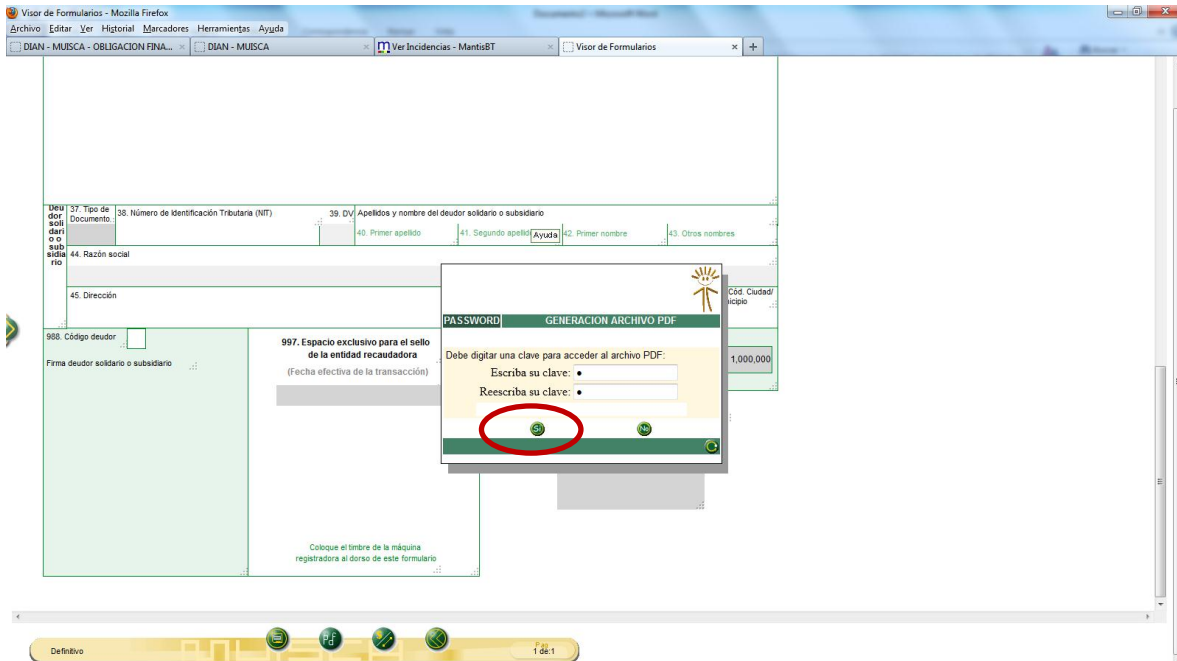 Visor de Formularios - Mozilla Firefox
Archivo Editar Ver Historial Marcadores Herramientas Ayuda
DIAN - MUISCA - OBLIGACION FINA... × DIAN - MUISCA × Ver Incidencias - MantisBT × Visor de Formularios × +
Deu
dor
soli
dari
o o
sub
sidia
rio
37. Tipo de
Documento.
38. Número de Identificación Tributaria (NIT)
39. DV
Apellidos y nombre del deudor solidario o subsidiario
40. Primer apellido
41. Segundo apellid
Ayuda
42. Primer nombre
43. Otros nombres
44. Razón social
45. Dirección
Cód. Ciudad/
icipio
PASSWORD GENERACION ARCHIVO PDF
Debe digitar una clave para acceder al archivo PDF:
Escriba su clave: •
Reescriba su clave: •
Si No
988. Código deudor
Firma deudor solidario o subsidiario
997. Espacio exclusivo para el sello
de la entidad recaudadora
(Fecha efectiva de la transacción)
1,000,000
Coloque el timbre de la máquina
registradora al dorso de este formulario
Definitivo
Pdf
Pag
1 de:1